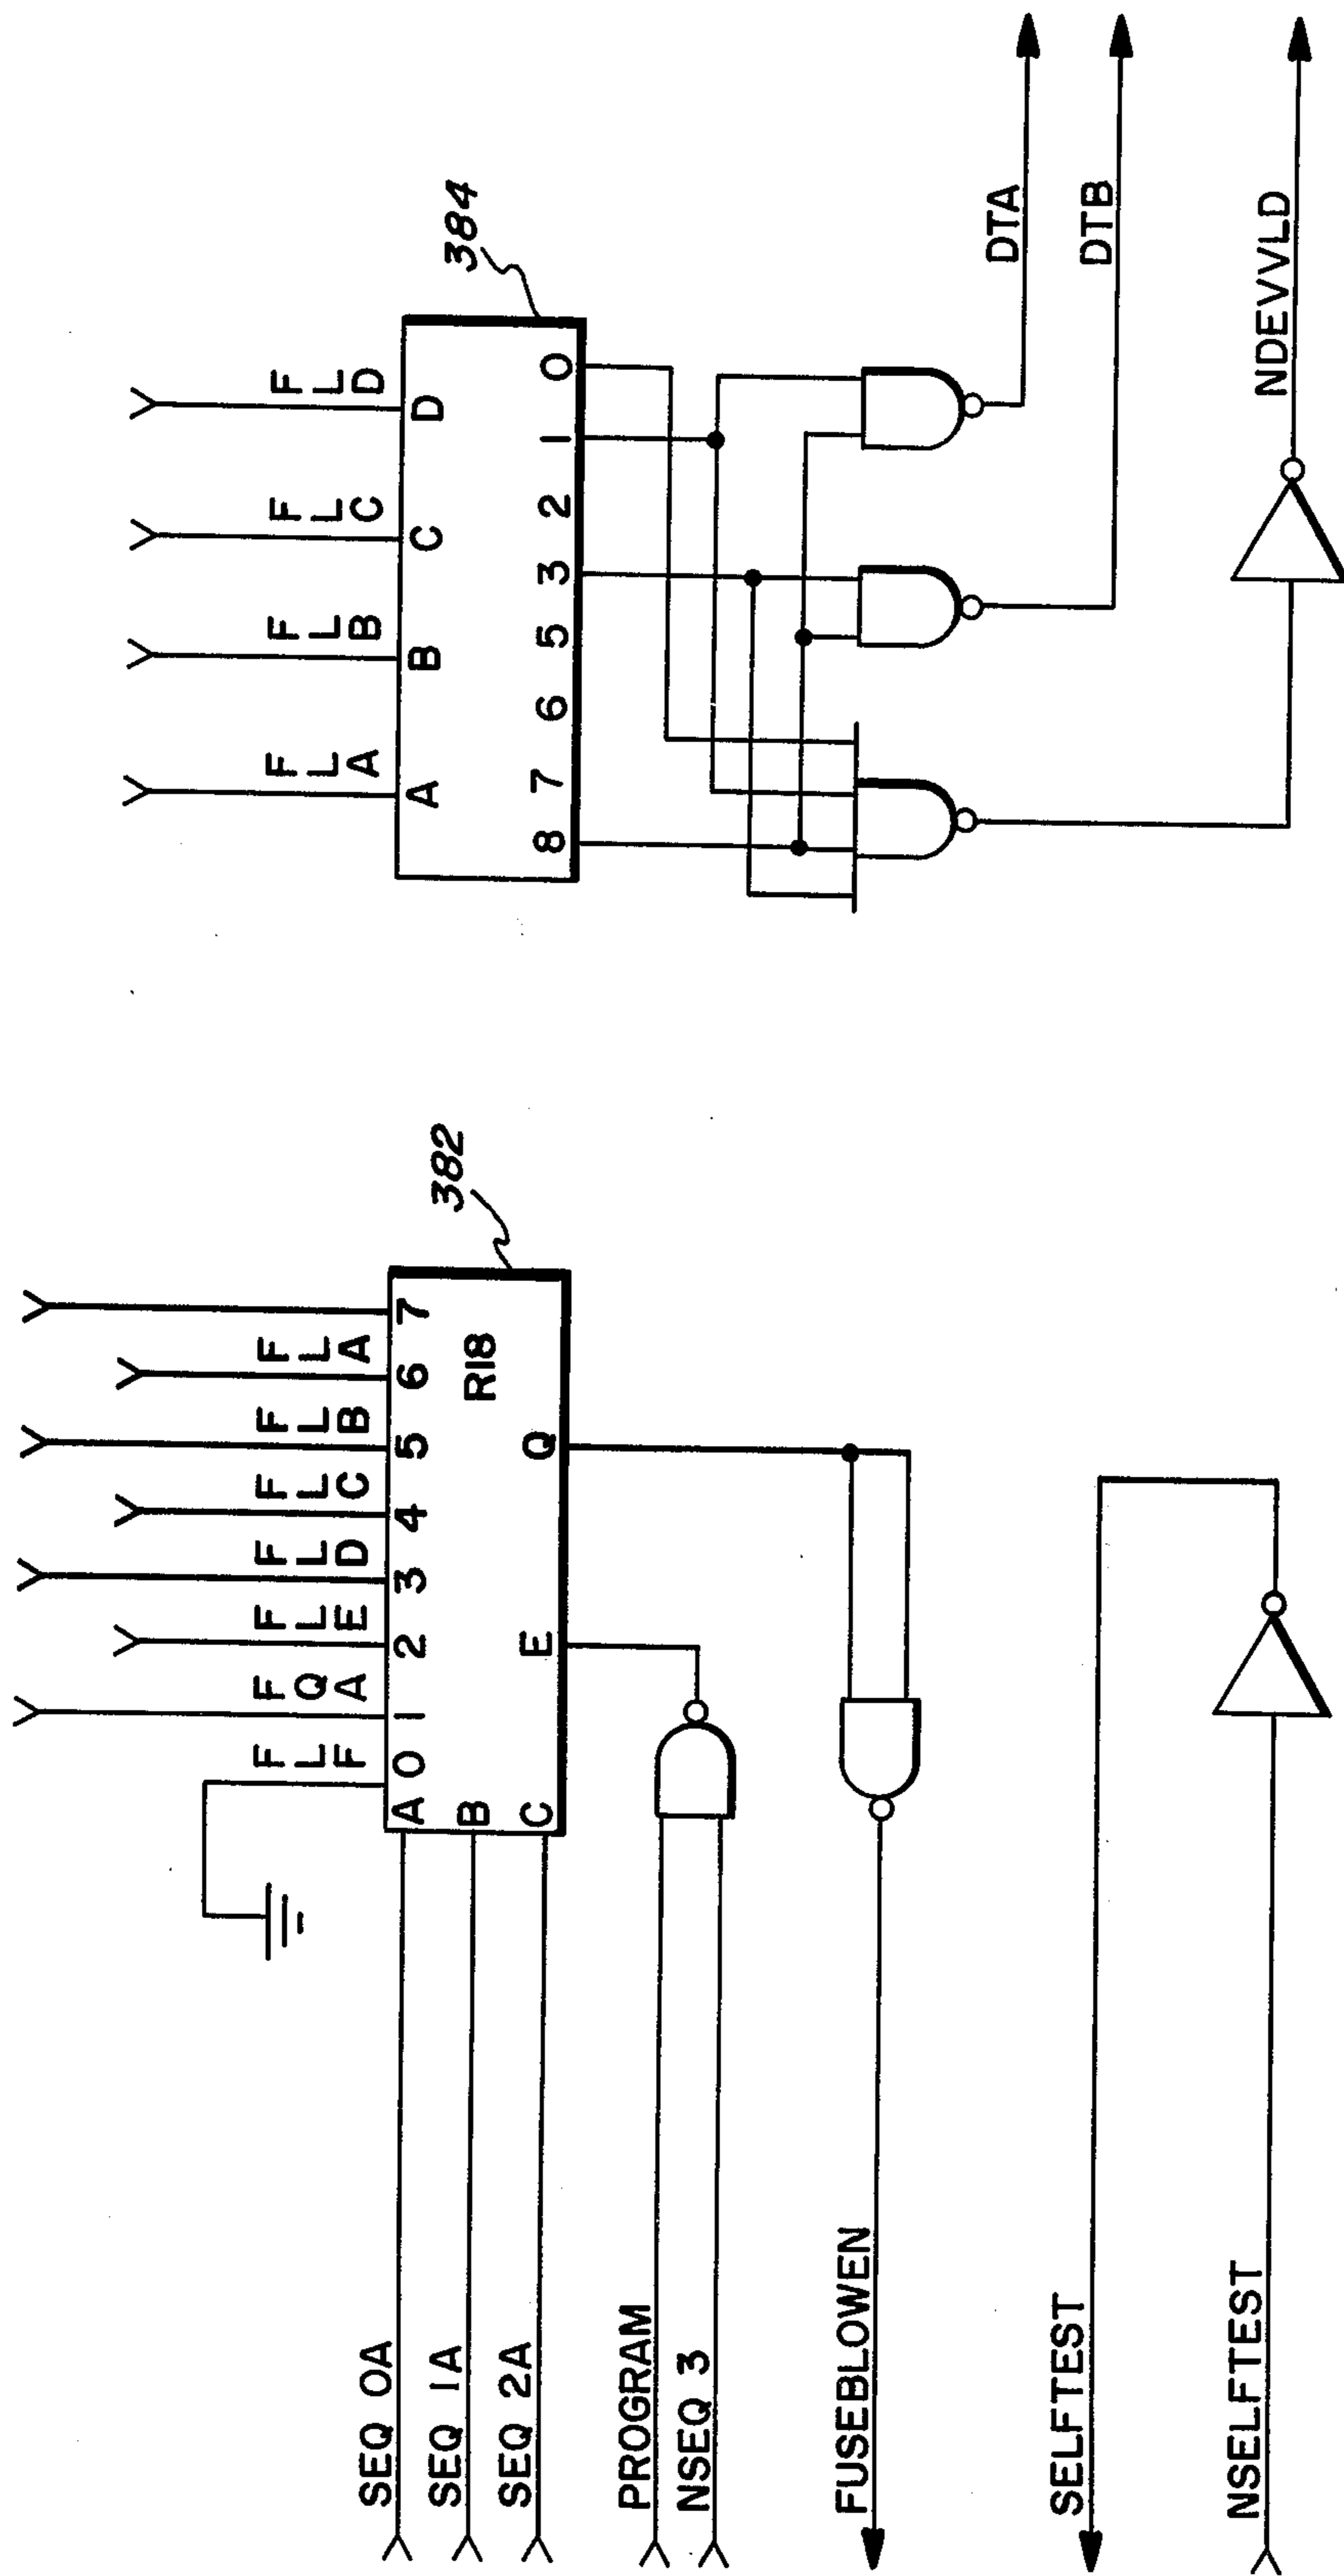 FLF
FQA
FLE
FLD
FLC
FLB
FLA
A 0 1 2 3 4 5 6 7
B
R18
C E Q
382
SEQ 0A
SEQ 1A
SEQ 2A
PROGRAM
NSEQ 3
FUSEBLOWEN
SELFTEST
NSELFTEST
FLA
FLB
FLC
FLD
A B C D
8 7 6 5 3 2 1 0
384
DTA
DTB
NDEVVLD